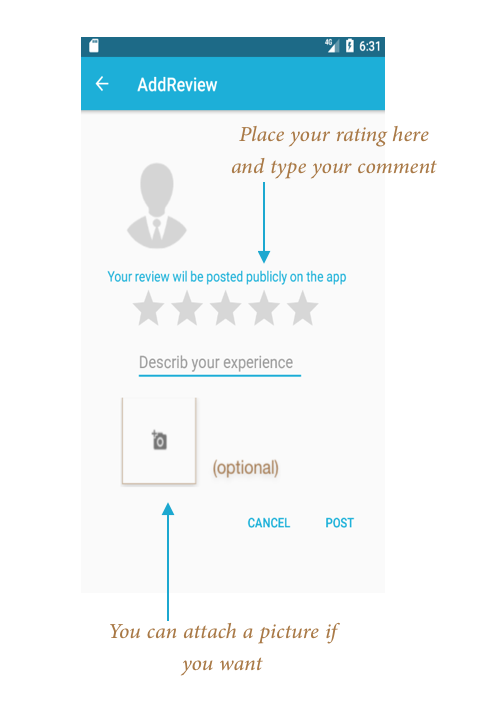 4G 6:31
AddReview
Place your rating here
and type your comment
Your review wil be posted publicly on the app
Describ your experience
(optional)
CANCEL POST
You can attach a picture if
you want